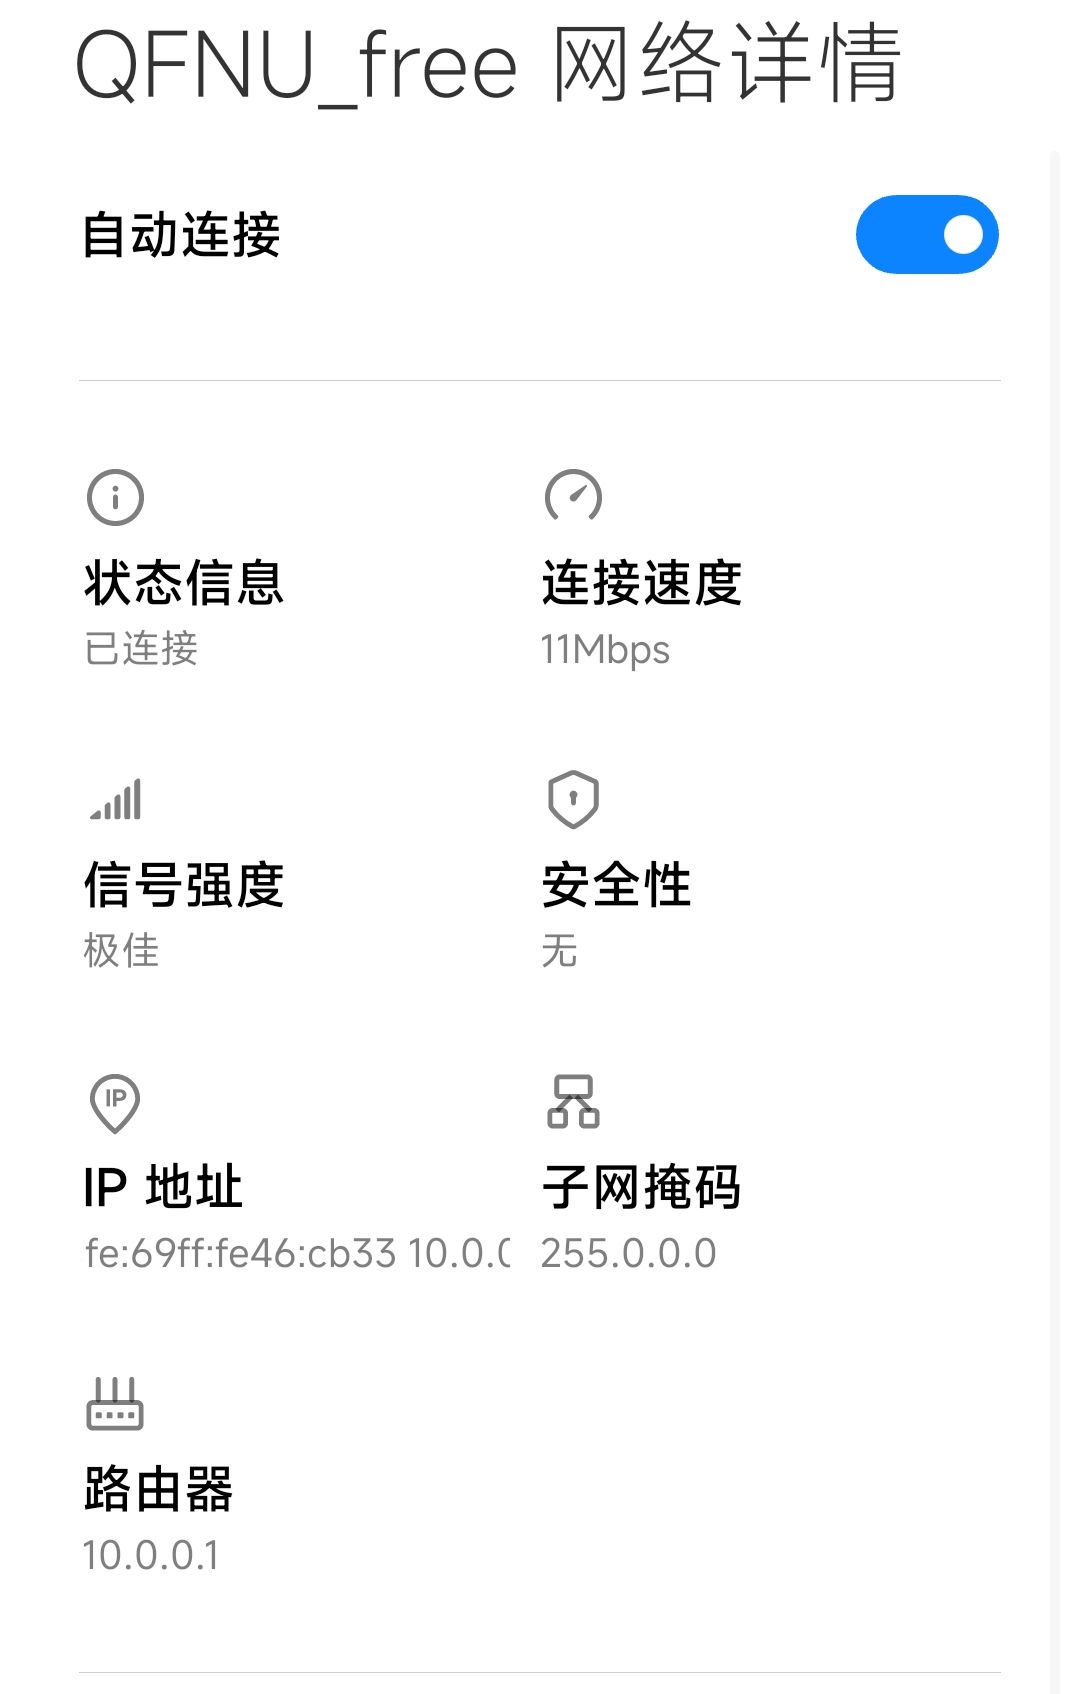 QFNU_free 网络详情
自动连接
状态信息
已连接
连接速度
11Mbps
信号强度
极佳
安全性
无
IP 地址
fe:69ff:fe46:cb33 10.0.0
子网掩码
255.0.0.0
路由器
10.0.0.1